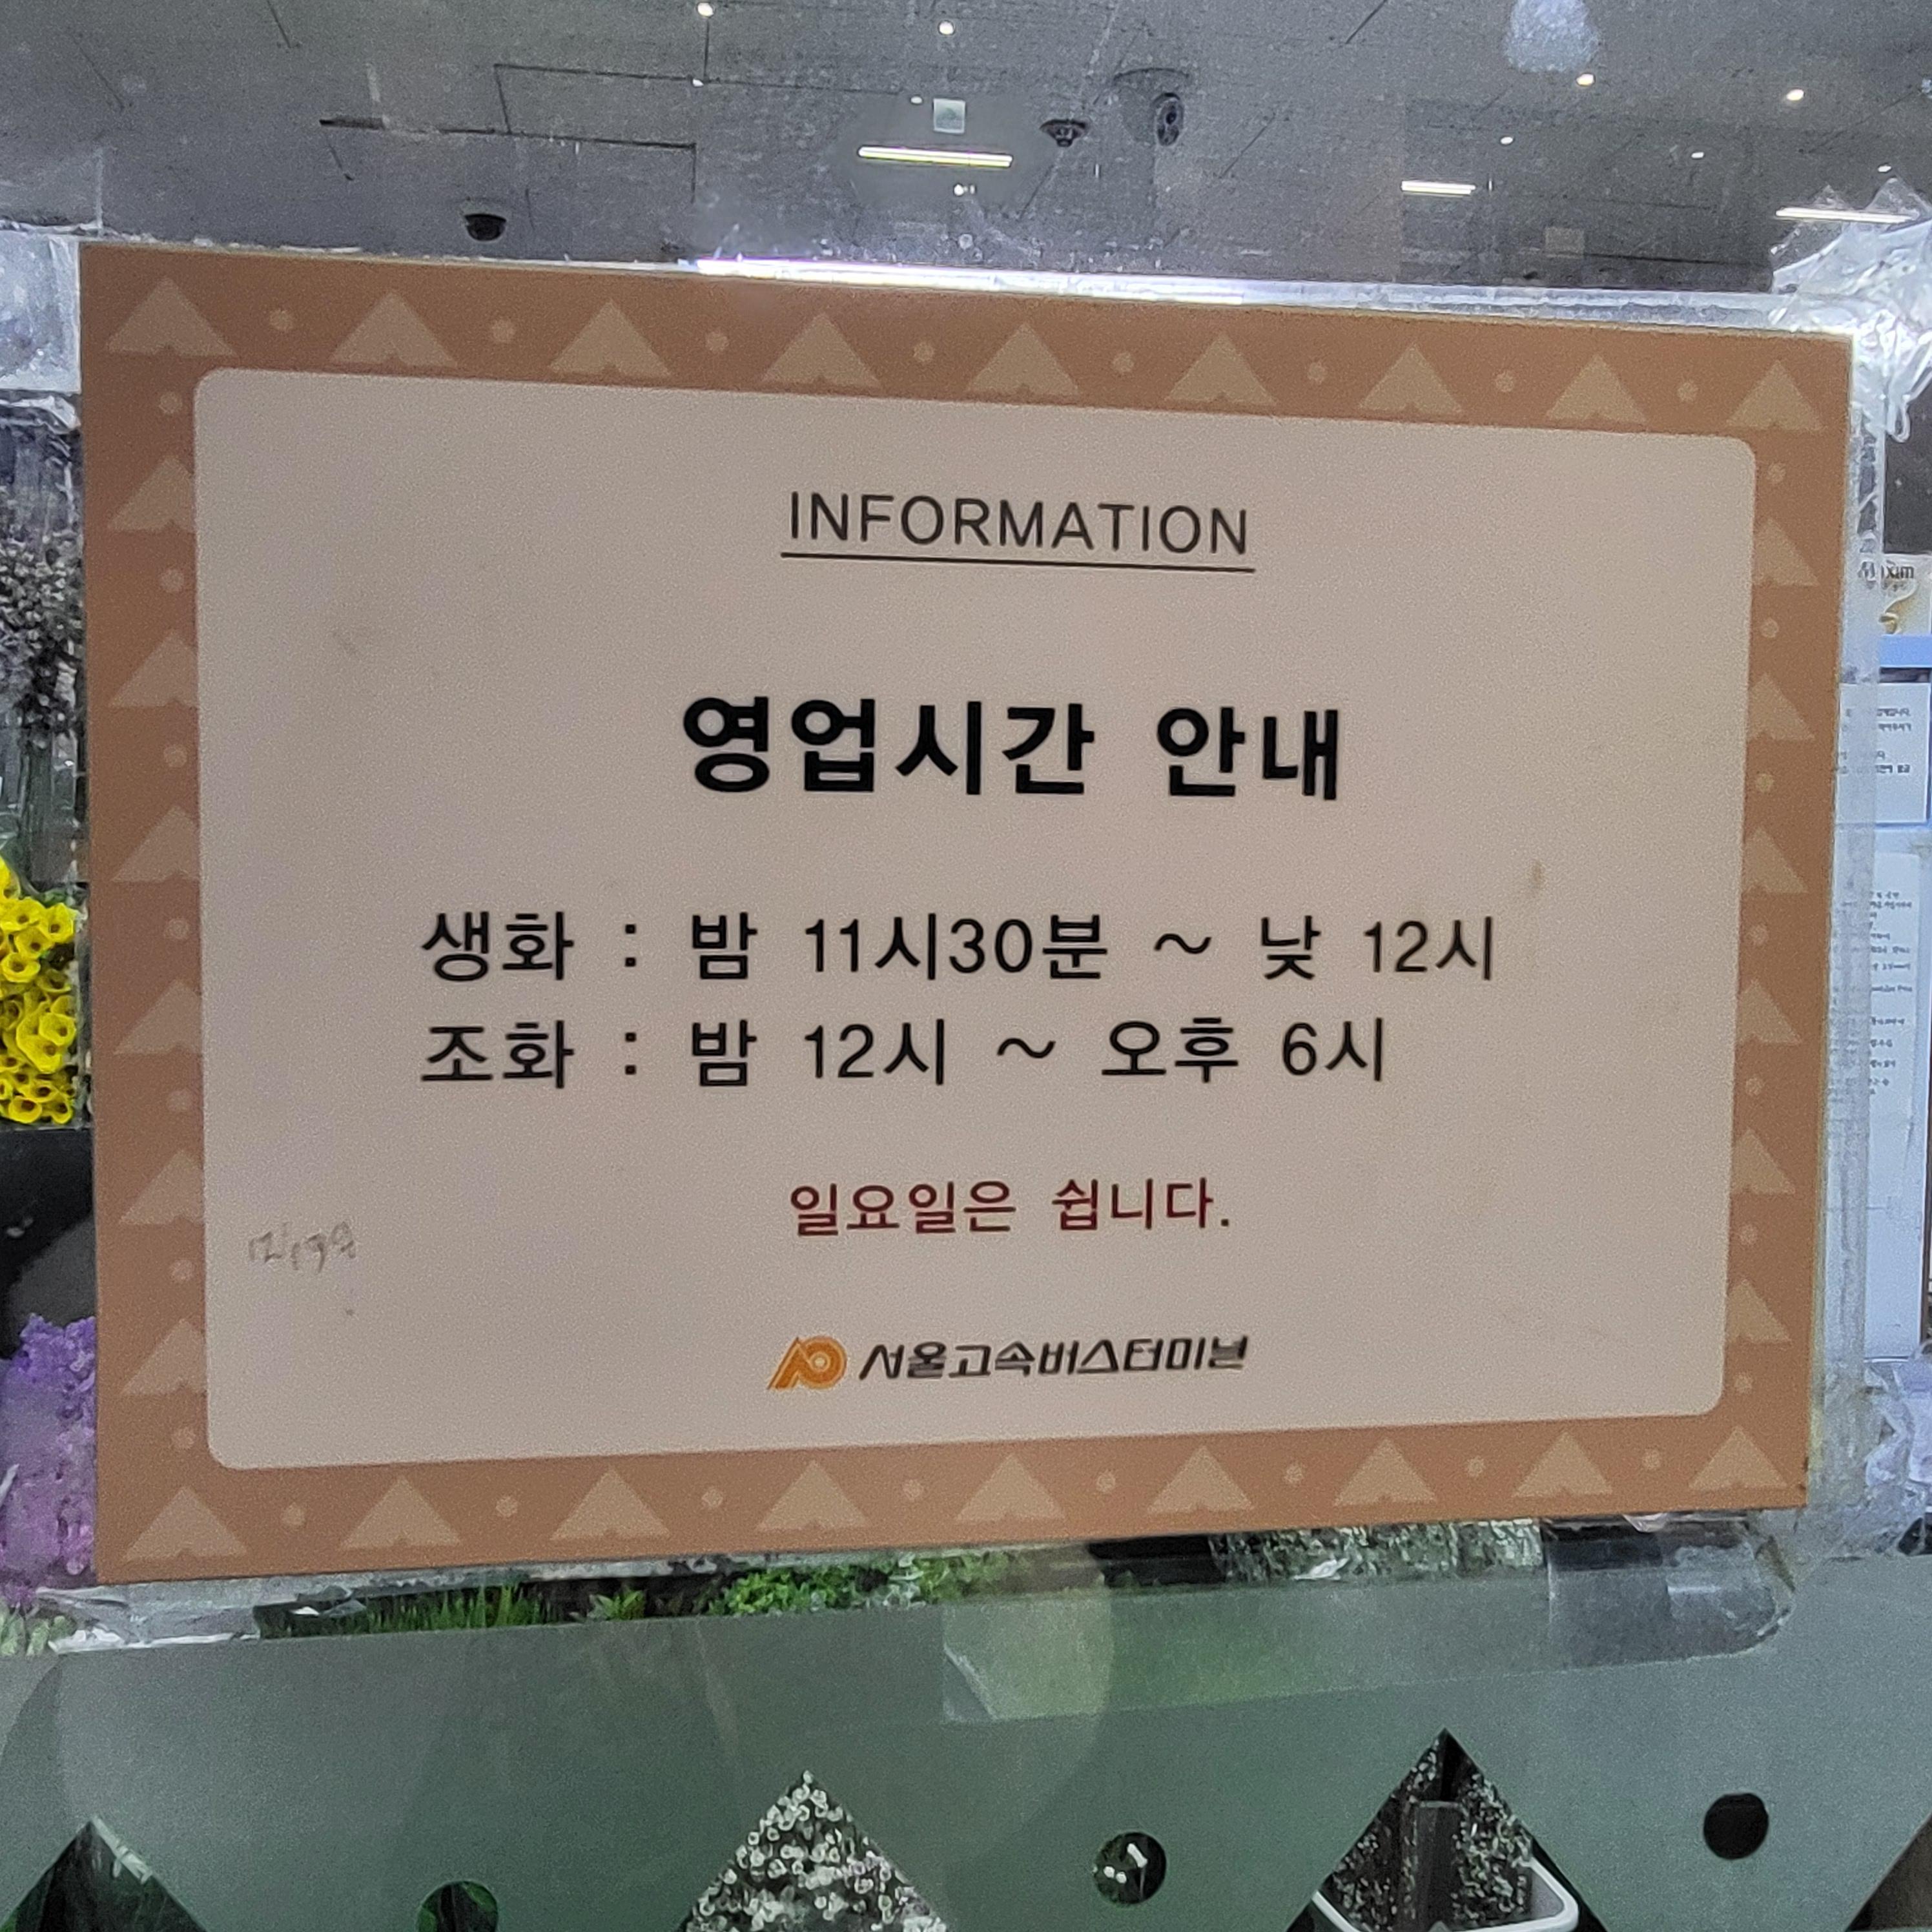 INFORMATION
영업시간 안내
생화 : 밤 11시30분 ~ 낮 12시
조화 : 밤 12시 ~ 오후 6시
일요일은 쉽니다.
서울고속버스터미널
Maxim